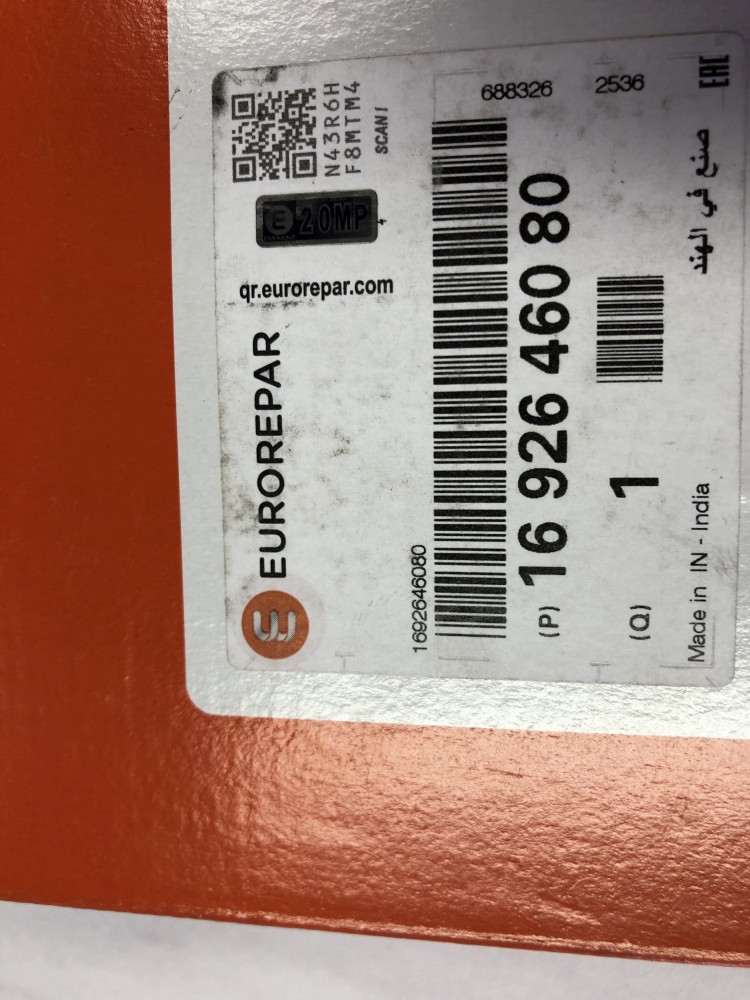 EUROREPAR
qr.eurorepar.com
20MP
N43R6H
F8MTM4
SCAN!
1692646080
688326
(P) 16 926 460 80
2536
(Q) 1
Made in IN - India
صنع في الهند
EAC